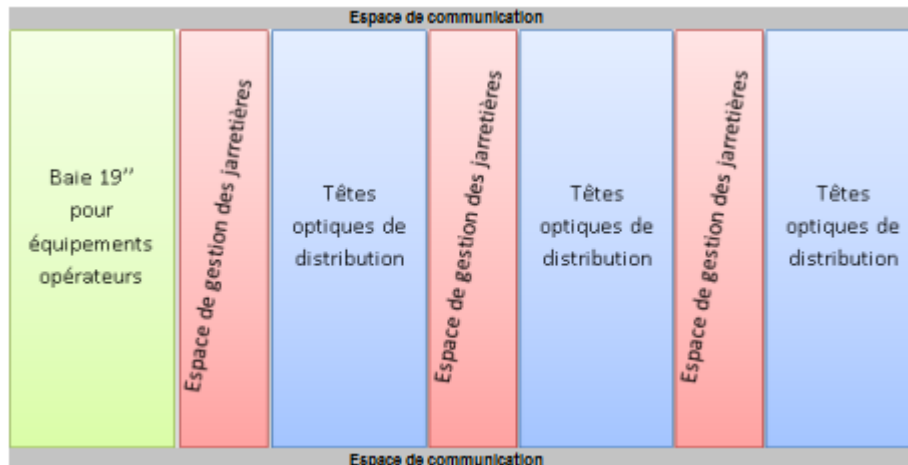 Espace de communication
Baie 19’’
pour
équipements
opérateurs
Espace de gestion des jarretières
Têtes
optiques de
distribution
Espace de gestion des jarretières
Têtes
optiques de
distribution
Espace de gestion des jarretières
Têtes
optiques de
distribution
Espace de communication